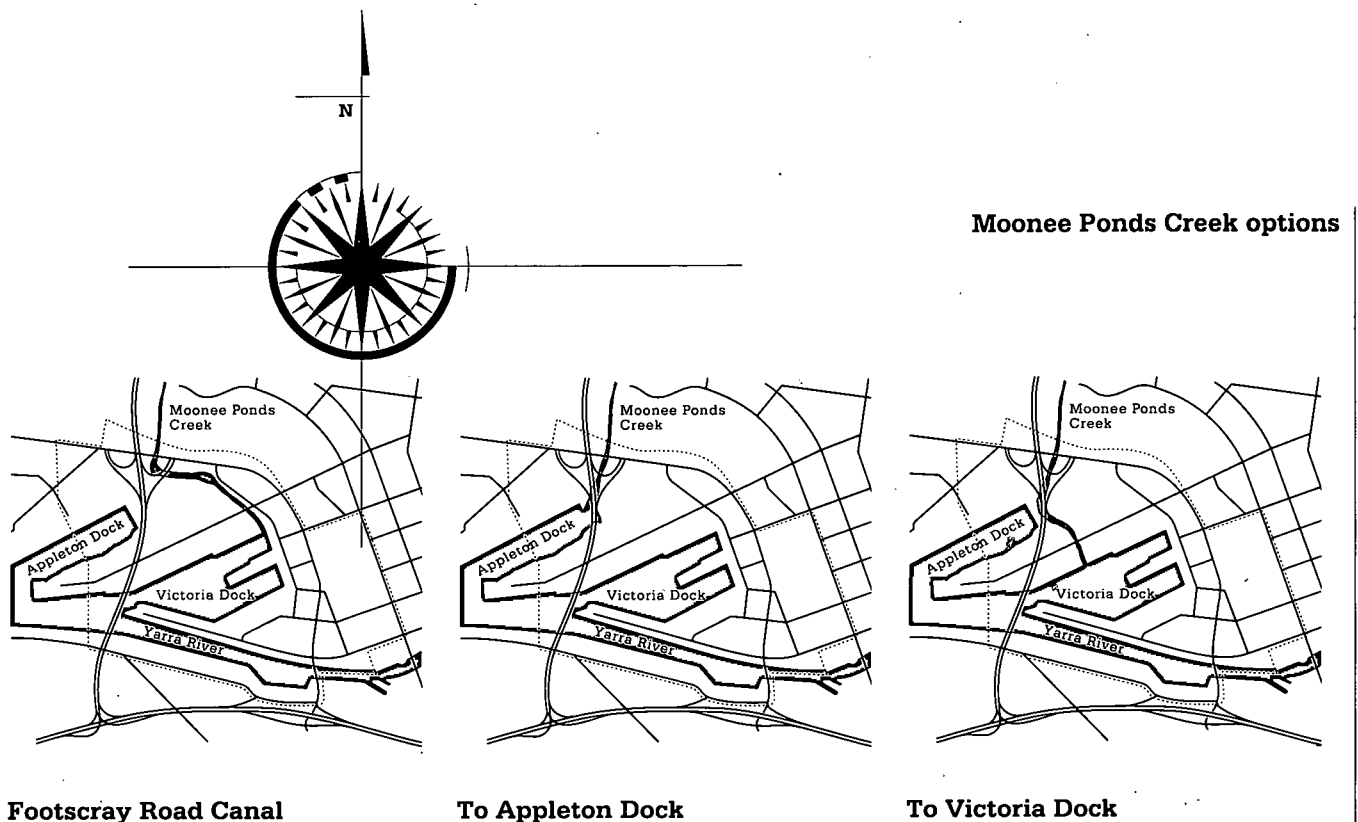 N
Moonee Ponds Creek options
Moonee Ponds
Creek
Appleton Dock
Victoria Dock
Yarra River
Footscray Road Canal
Moonee Ponds
Creek
Appleton Dock
Victoria Dock
Yarra River
To Appleton Dock
Moonee Ponds
Creek
Appleton Dock
Victoria Dock
Yarra River
To Victoria Dock